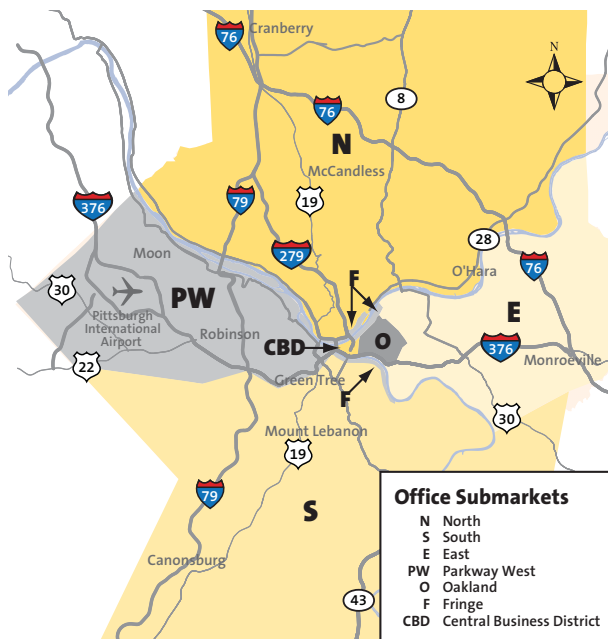 Cranberry
76
N
8
76
N
McCandless
376
79
19
28
Moon
279
O'Hara
76
F
30
PW
Pittsburgh
International
Airport
Robinson
E
CBD
O
376
22
Monroeville
Green Tree
F
30
Mount Lebanon
19
79
S
Canonsburg
43
Office Submarkets
N North
S South
E East
PW Parkway West
O Oakland
F Fringe
CBD Central Business District